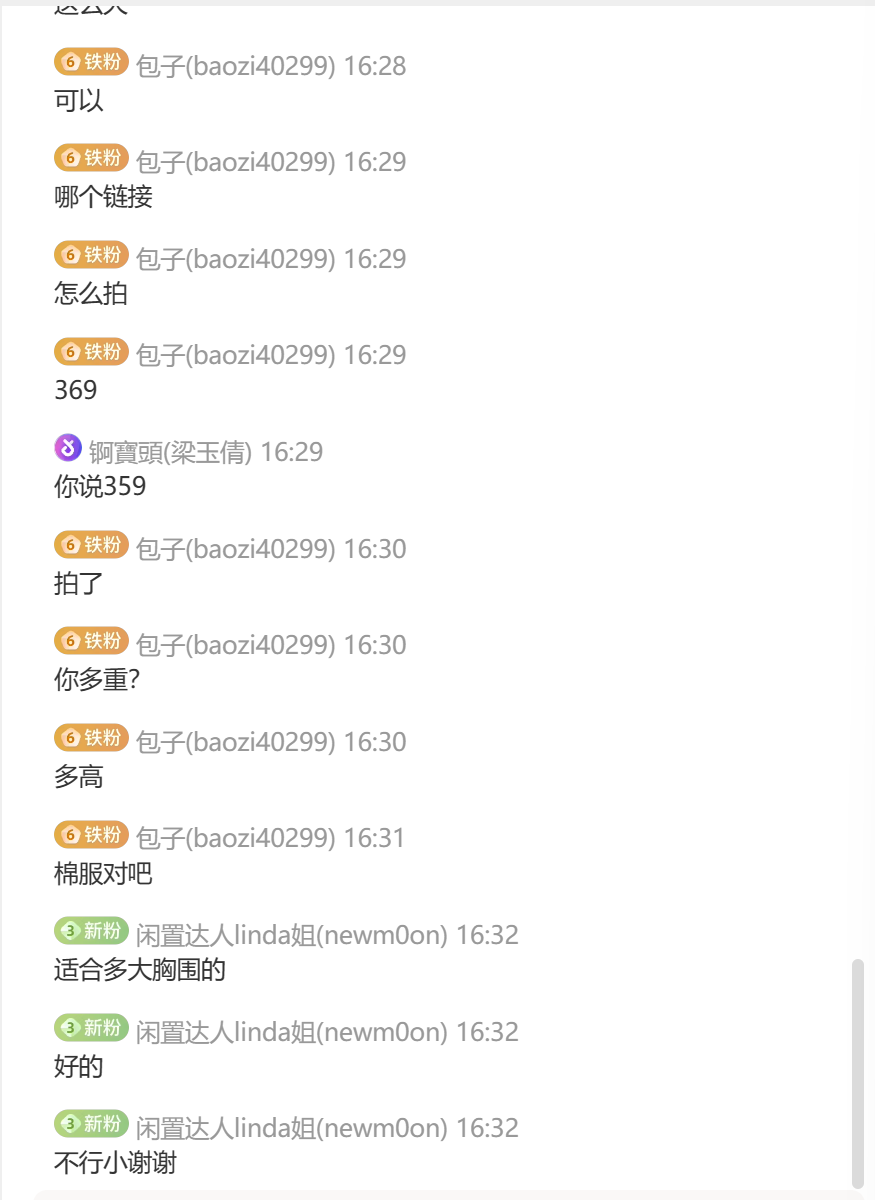 这么大
6 铁粉 包子(baozi40299) 16:28
可以
6 铁粉 包子(baozi40299) 16:29
哪个链接
6 铁粉 包子(baozi40299) 16:29
怎么拍
6 铁粉 包子(baozi40299) 16:29
369
锕寶頭(梁玉倩) 16:29
你说359
6 铁粉 包子(baozi40299) 16:30
拍了
6 铁粉 包子(baozi40299) 16:30
你多重?
6 铁粉 包子(baozi40299) 16:30
多高
6 铁粉 包子(baozi40299) 16:31
棉服对吧
3 新粉 闲置达人linda姐(newm0on) 16:32
适合多大胸围的
3 新粉 闲置达人linda姐(newm0on) 16:32
好的
3 新粉 闲置达人linda姐(newm0on) 16:32
不行小谢谢